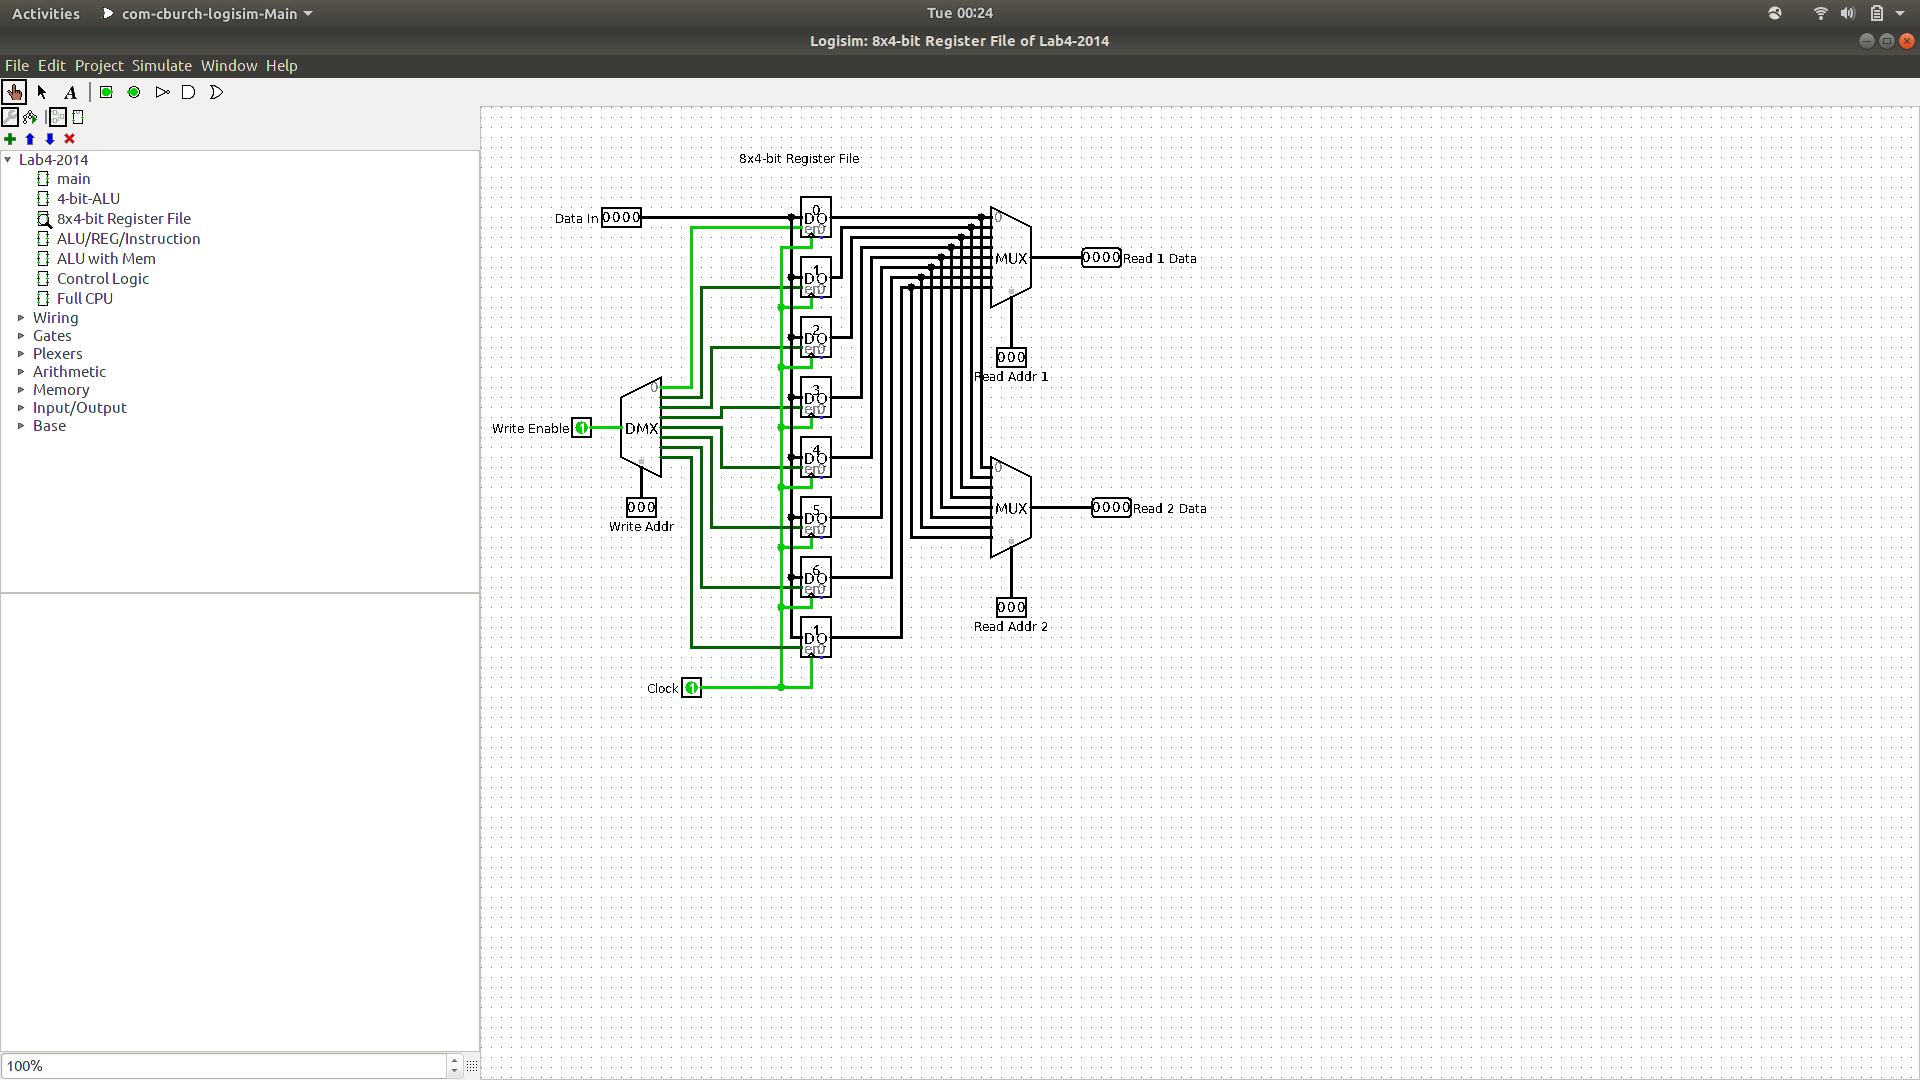 Activities com-cburch-logisim-Main Tue 00:24
Logisim: 8x4-bit Register File of Lab4-2014
File Edit Project Simulate Window Help
A
Lab4-2014
main
4-bit-ALU
8x4-bit Register File
ALU/REG/Instruction
ALU with Mem
Control Logic
Full CPU
Wiring
Gates
Plexers
Arithmetic
Memory
Input/Output
Base
100%
8x4-bit Register File
Data In 0000
0
D Q
en
1
D Q
en
2
D Q
en
3
D Q
en
4
D Q
en
5
D Q
en
6
D Q
en
1
D Q
en
0
MUX
0000 Read 1 Data
000
Read Addr 1
Write Enable 1
0
DMX
000
Write Addr
0
MUX
0000 Read 2 Data
000
Read Addr 2
Clock 1